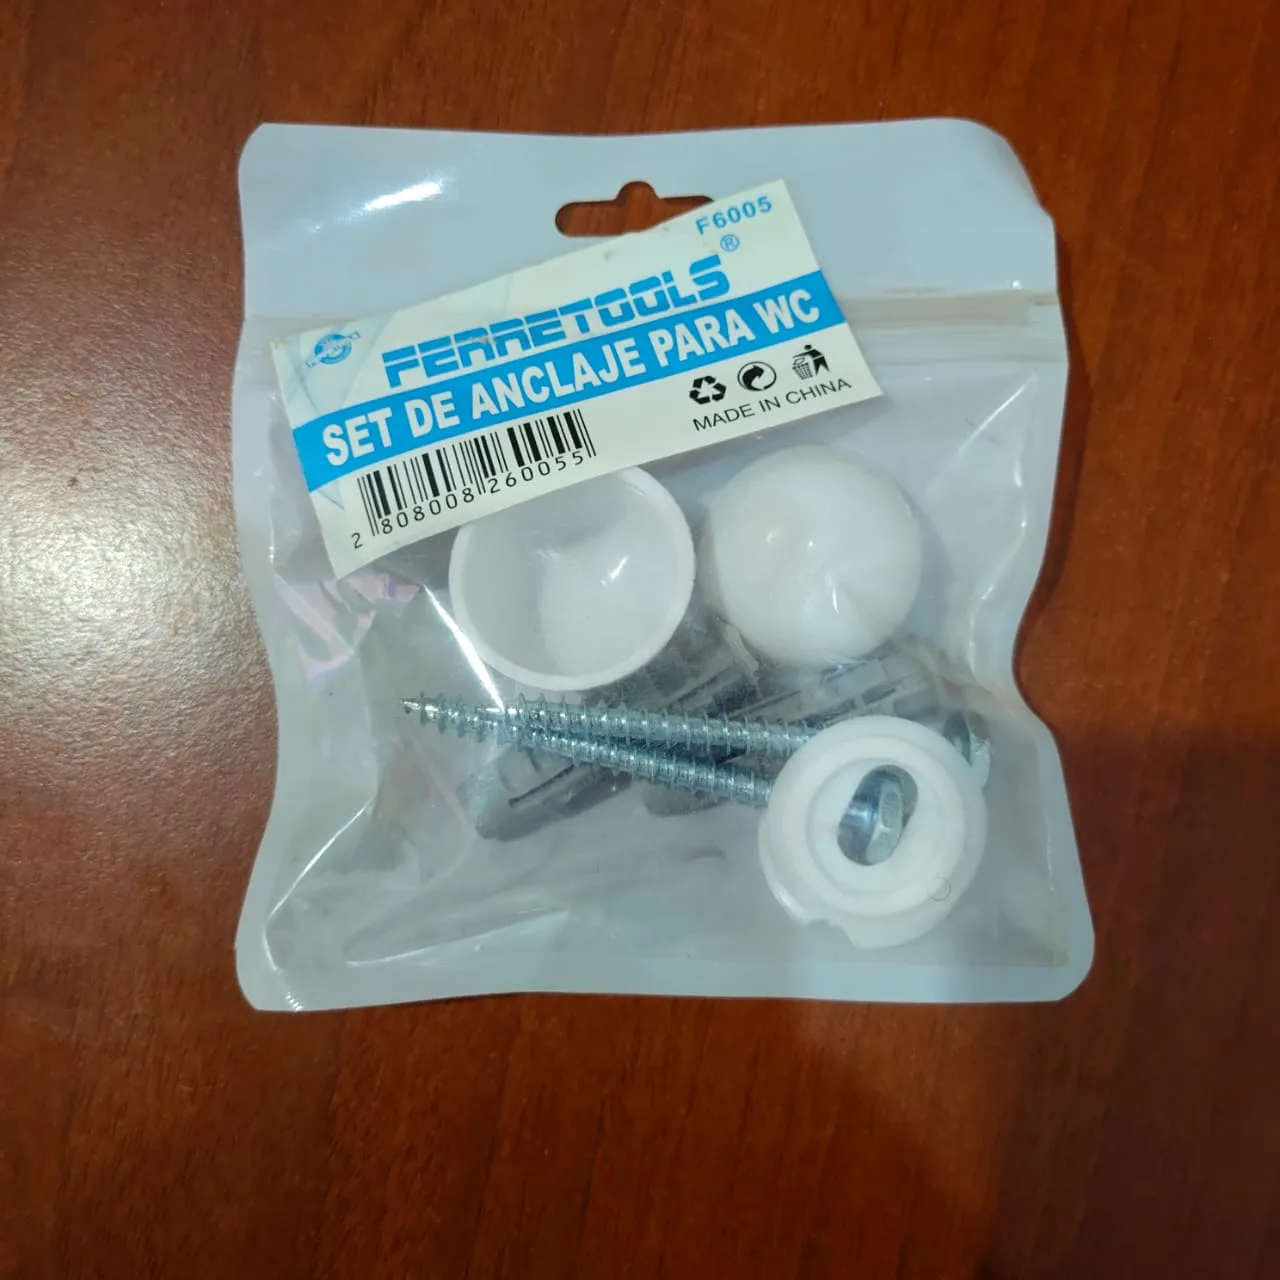 F6005
FERRETOOLS®
SET DE ANCLAJE PARA WC
MADE IN CHINA
2 808008 260055